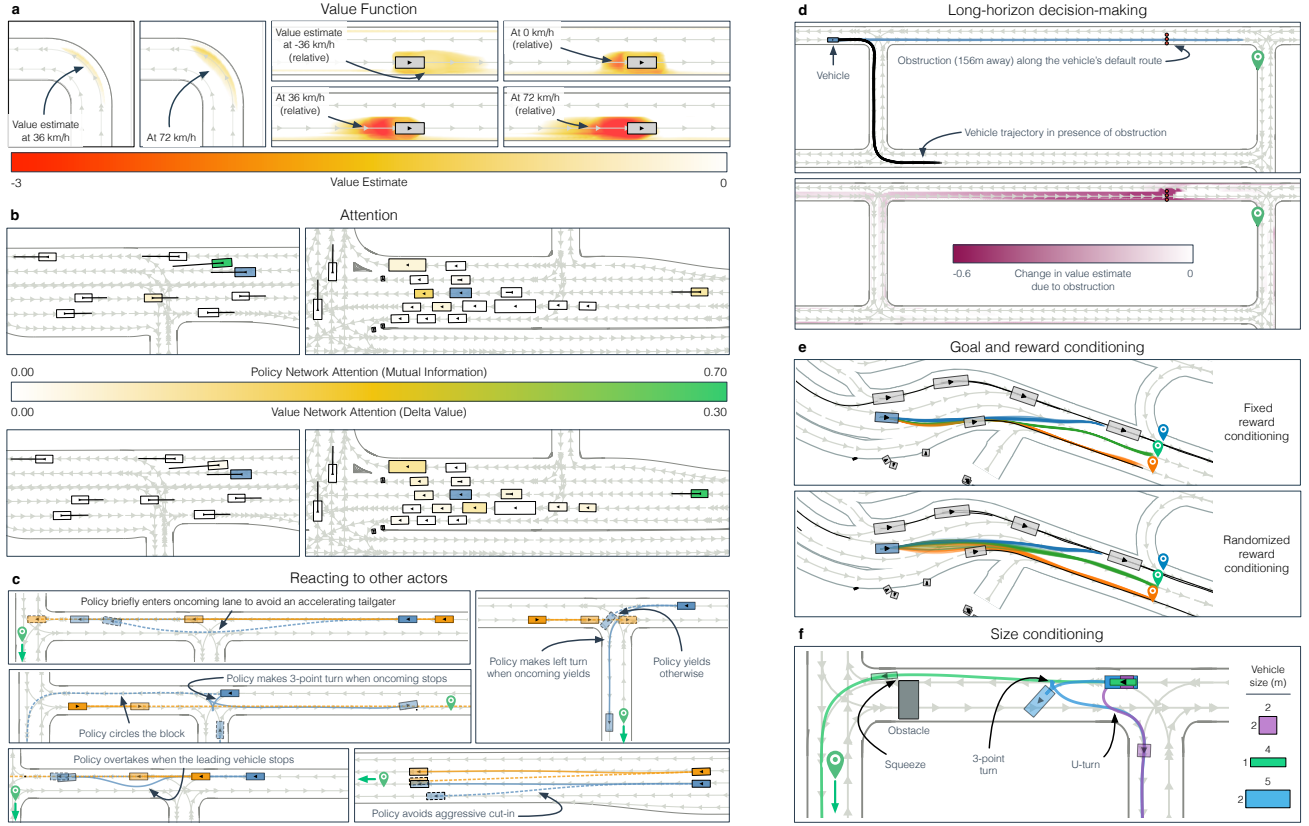 a
Value Function
Value estimate
at 36 km/h
At 72 km/h
Value estimate
at -36 km/h
(relative)
At 0 km/h
(relative)
At 36 km/h
(relative)
At 72 km/h
(relative)
-3
Value Estimate
0
b
Attention
0.00
Policy Network Attention (Mutual Information)
0.70
0.00
Value Network Attention (Delta Value)
0.30
c
Reacting to other actors
Policy briefly enters oncoming lane to avoid an accelerating tailgater
Policy makes 3-point turn when oncoming stops
Policy circles the block
Policy makes left turn
when oncoming yields
Policy yields
otherwise
Policy overtakes when the leading vehicle stops
Policy avoids aggressive cut-in
d
Long-horizon decision-making
Vehicle
Obstruction (156m away) along the vehicle's default route
Vehicle trajectory in presence of obstruction
-0.6
Change in value estimate
due to obstruction
0
e
Goal and reward conditioning
Fixed
reward
conditioning
Randomized
reward
conditioning
f
Size conditioning
Obstacle
Squeeze
3-point
turn
U-turn
Vehicle
size (m)
2
2
4
1
5
2